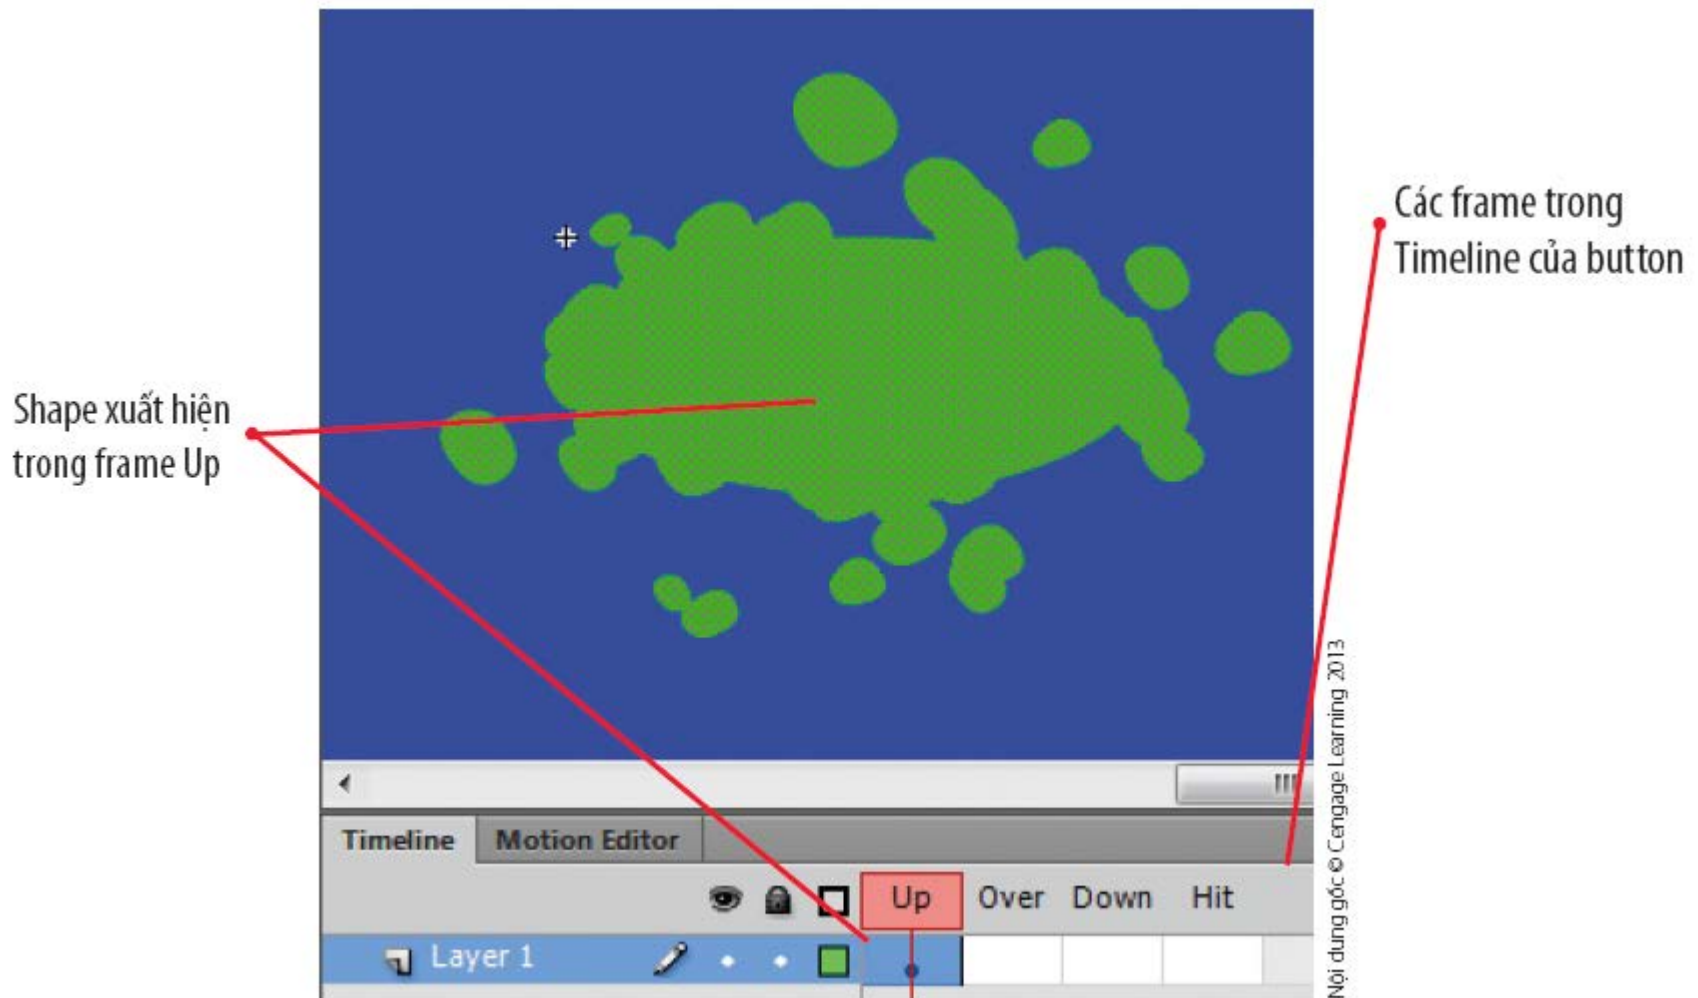 Các frame trong
Timeline của button
Shape xuất hiện
trong frame Up
Nội dung gốc © Cengage Learning 2013
Timeline Motion Editor
Up Over Down Hit
Layer 1